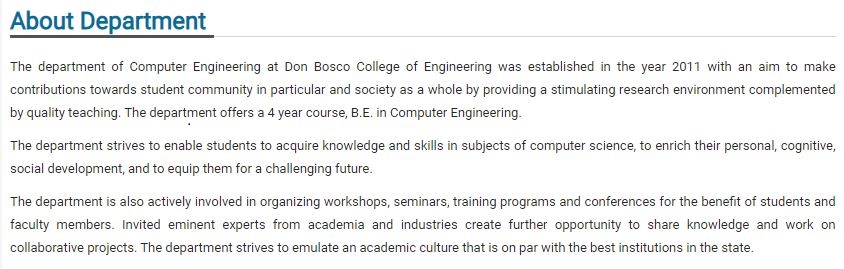 About Department
The department of Computer Engineering at Don Bosco College of Engineering was established in the year 2011 with an aim to make
contributions towards student community in particular and society as a whole by providing a stimulating research environment complemented
by quality teaching. The department offers a 4 year course, B.E. in Computer Engineering.
The department strives to enable students to acquire knowledge and skills in subjects of computer science, to enrich their personal, cognitive,
social development, and to equip them for a challenging future.
The department is also actively involved in organizing workshops, seminars, training programs and conferences for the benefit of students and
faculty members. Invited eminent experts from academia and industries create further opportunity to share knowledge and work on
collaborative projects. The department strives to emulate an academic culture that is on par with the best institutions in the state.